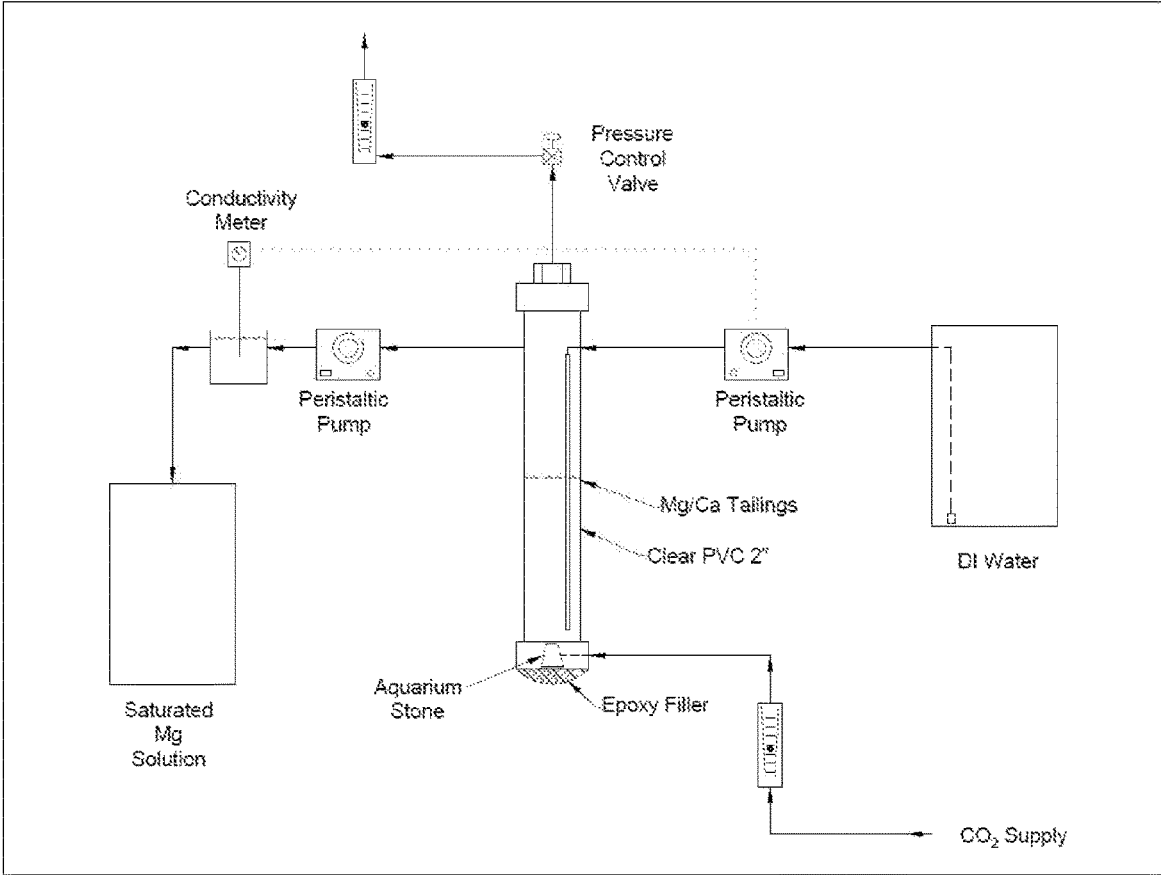 Pressure
Control
Valve
Conductivity
Meter
Peristaltic
Pump
Peristaltic
Pump
Mg/Ca Tailings
Clear PVC 2"
DI Water
Aquarium
Stone
Epoxy Filler
Saturated
Mg
Solution
CO₂ Supply